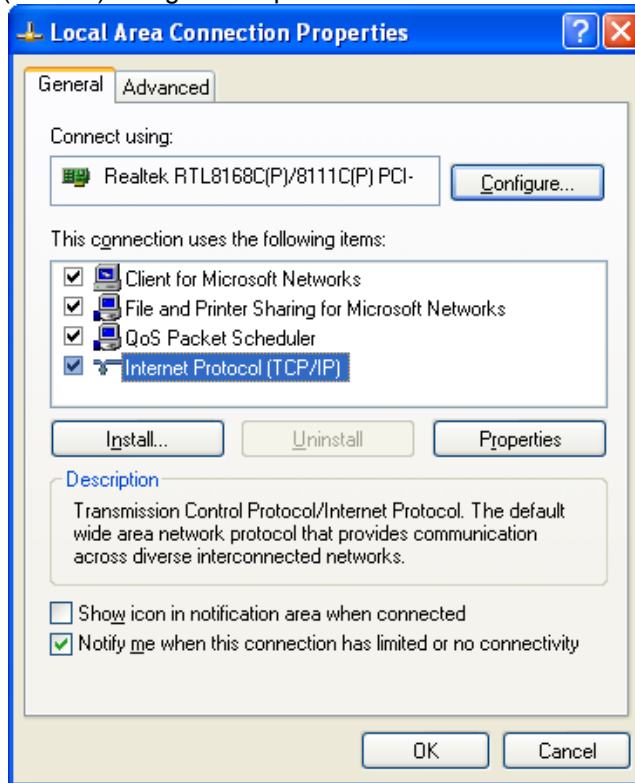 Local Area Connection Properties
General Advanced
Connect using:
Realtek RTL8168C(P)/8111C(P) PCI-
Configure...
This connection uses the following items:
Client for Microsoft Networks
File and Printer Sharing for Microsoft Networks
QoS Packet Scheduler
Internet Protocol (TCP/IP)
Install... Uninstall Properties
Description
Transmission Control Protocol/Internet Protocol. The default
wide area network protocol that provides communication
across diverse interconnected networks.
Show icon in notification area when connected
Notify me when this connection has limited or no connectivity
OK Cancel